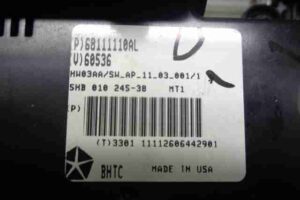 (P)68111110AL
(V)60536
HW03AA/SW_AP_11_03_001/1
5HB 010 245-38 MT1
(P)
(T)3301 11112606442901
BHTC MADE IN USA